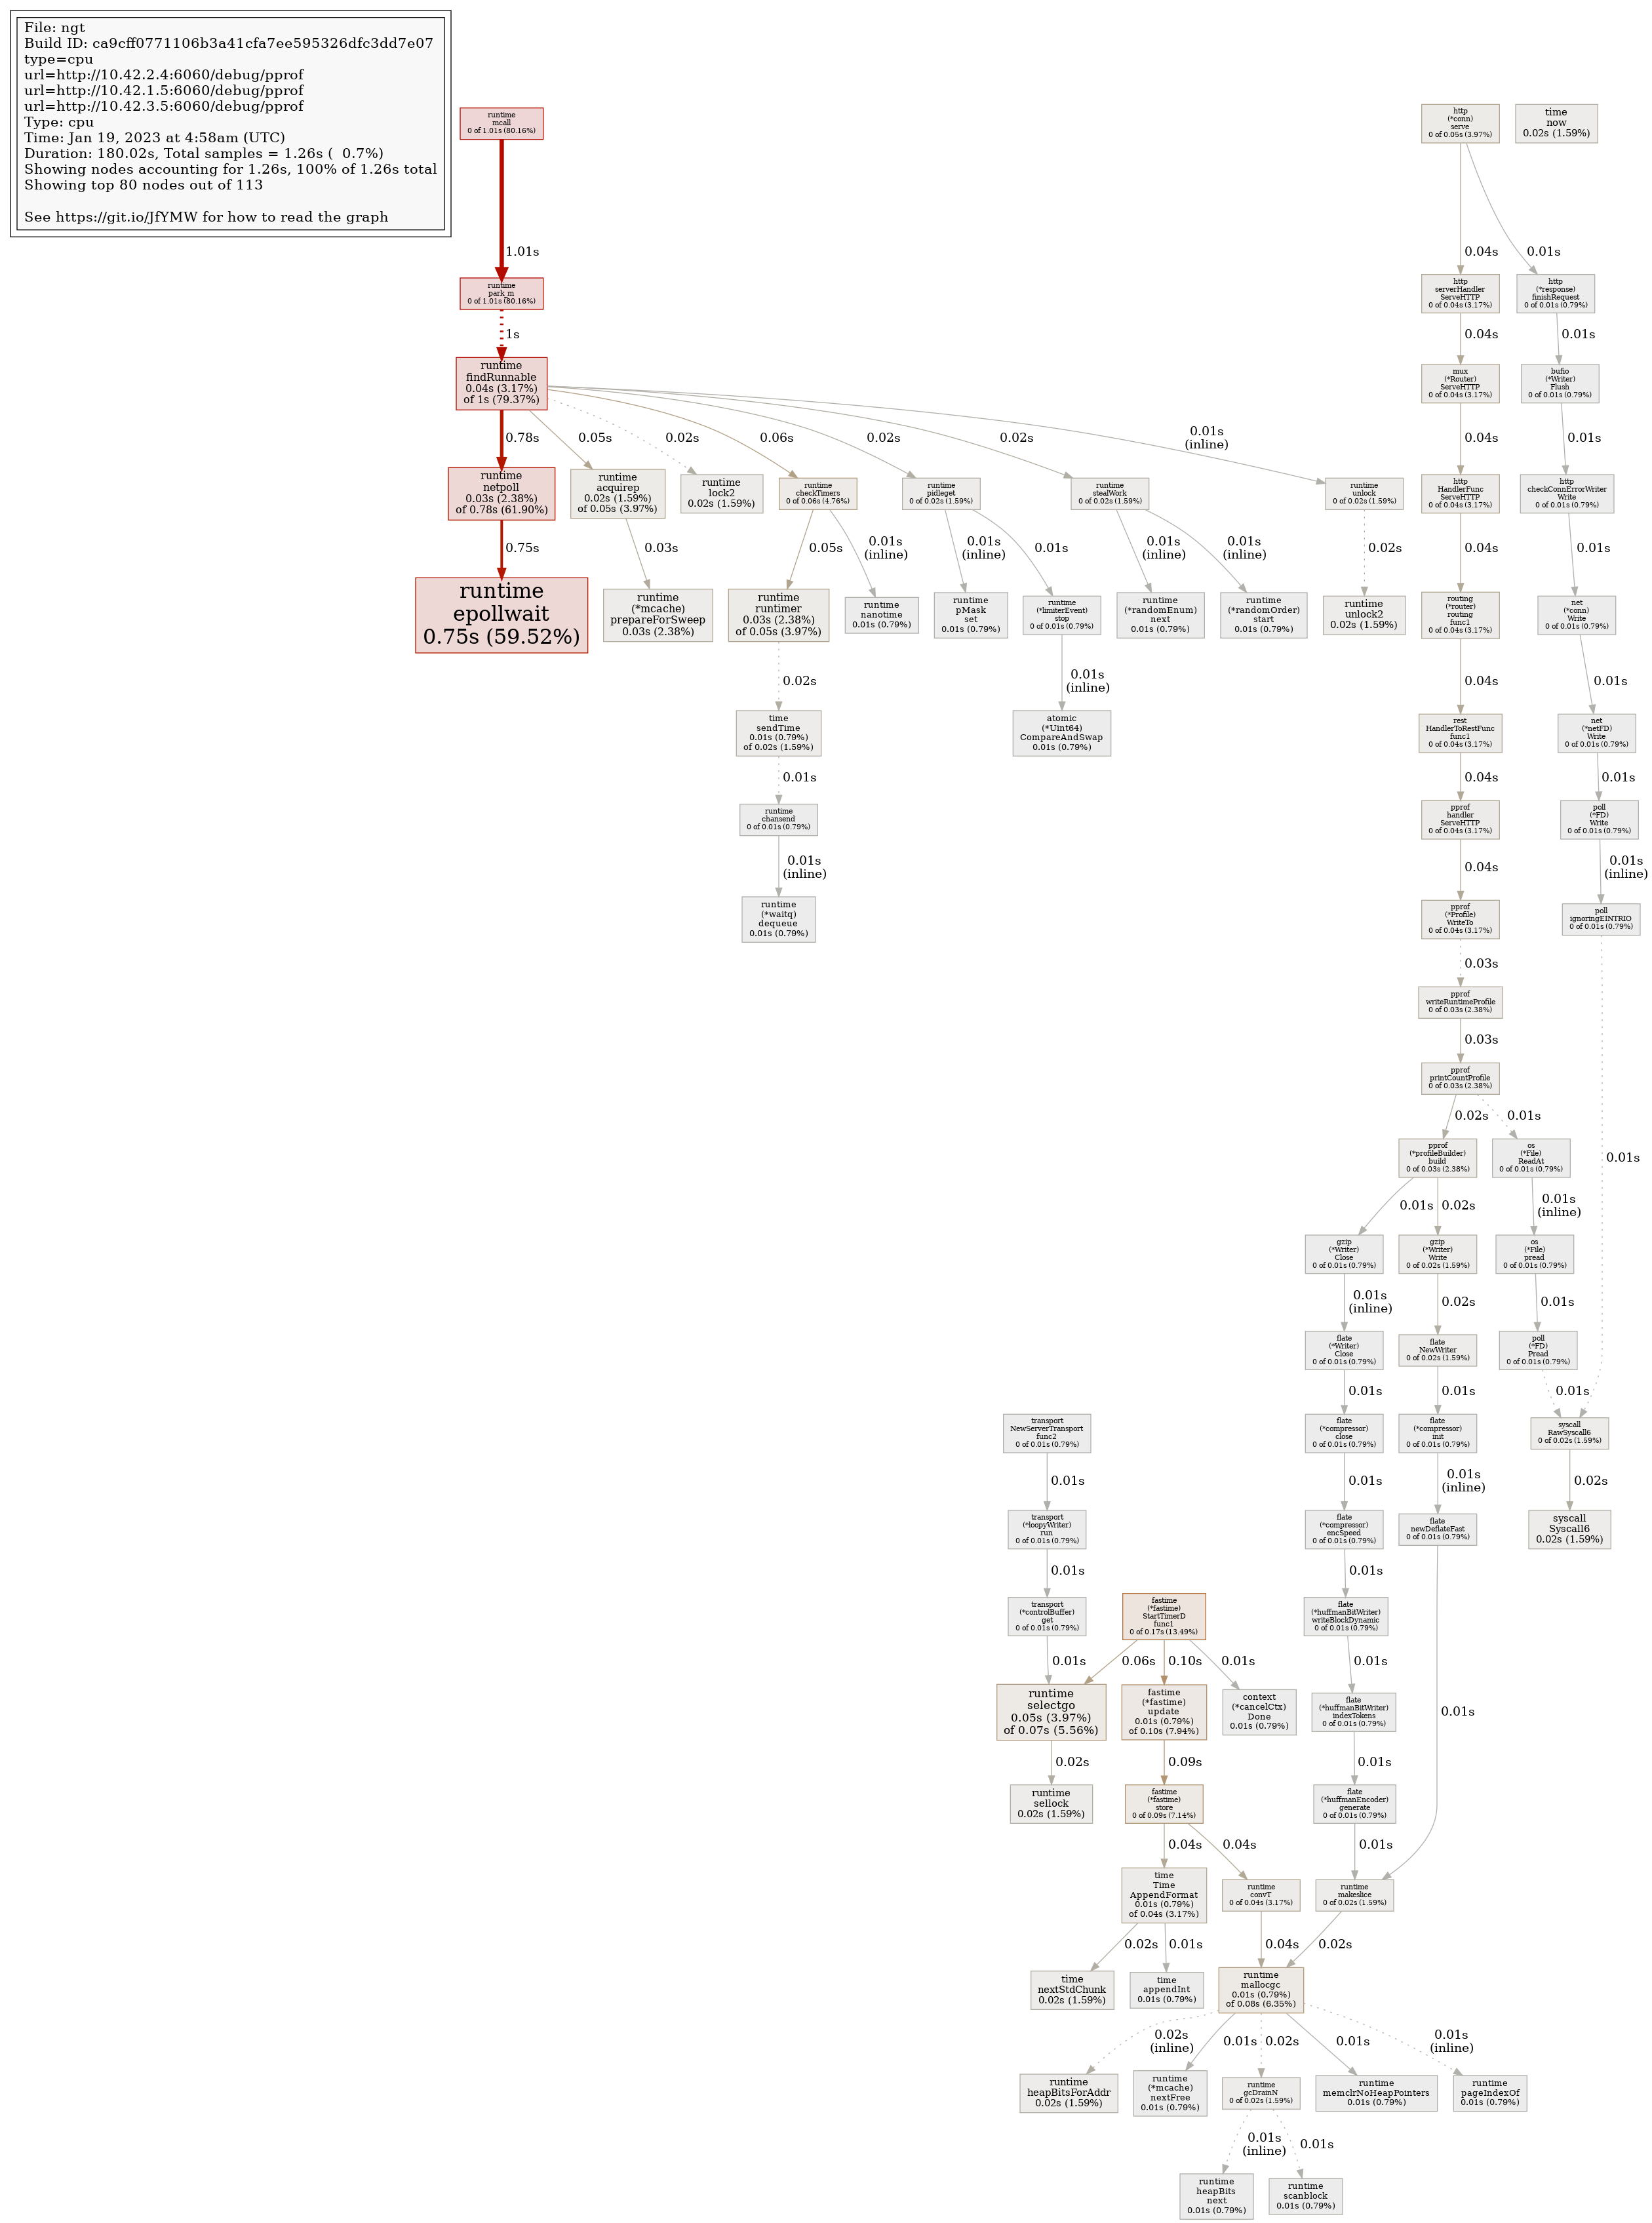 File: ngt
Build ID: ca9cff0771106b3a41cfa7ee595326dfc3dd7e07
type=cpu
url=http://10.42.2.4:6060/debug/pprof
url=http://10.42.1.5:6060/debug/pprof
url=http://10.42.3.5:6060/debug/pprof
Type: cpu
Time: Jan 19, 2023 at 4:58am (UTC)
Duration: 180.02s, Total samples = 1.26s ( 0.7%)
Showing nodes accounting for 1.26s, 100% of 1.26s total
Showing top 80 nodes out of 113
See https://git.io/JfYMW for how to read the graph
runtime
mcall
0 of 1.01s (80.16%)
http
(*conn)
serve
0 of 0.05s (3.97%)
time
now
0.02s (1.59%)
1.01s
0.04s
0.01s
runtime
park_m
0 of 1.01s (80.16%)
http
serverHandler
ServeHTTP
0 of 0.04s (3.17%)
http
(*response)
finishRequest
0 of 0.01s (0.79%)
1s
0.04s
0.01s
runtime
findRunnable
0.04s (3.17%)
of 1s (79.37%)
mux
(*Router)
ServeHTTP
0 of 0.04s (3.17%)
bufio
(*Writer)
Flush
0 of 0.01s (0.79%)
0.78s
0.05s
0.02s
0.06s
0.02s
0.02s
0.01s
(inline)
0.04s
0.01s
runtime
netpoll
0.03s (2.38%)
of 0.78s (61.90%)
runtime
acquirep
0.02s (1.59%)
of 0.05s (3.97%)
runtime
lock2
0.02s (1.59%)
runtime
checkTimers
0 of 0.06s (4.76%)
runtime
pidleget
0 of 0.02s (1.59%)
runtime
stealWork
0 of 0.02s (1.59%)
runtime
unlock
0 of 0.02s (1.59%)
http
HandlerFunc
ServeHTTP
0 of 0.04s (3.17%)
http
checkConnErrorWriter
Write
0 of 0.01s (0.79%)
0.75s
0.03s
0.05s
0.01s
(inline)
0.01s
(inline)
0.01s
0.01s
(inline)
0.01s
(inline)
0.02s
0.04s
0.01s
runtime
epollwait
0.75s (59.52%)
runtime
(*mcache)
prepareForSweep
0.03s (2.38%)
runtime
runtimer
0.03s (2.38%)
of 0.05s (3.97%)
runtime
nanotime
0.01s (0.79%)
runtime
pMask
set
0.01s (0.79%)
runtime
(*limiterEvent)
stop
0 of 0.01s (0.79%)
runtime
(*randomEnum)
next
0.01s (0.79%)
runtime
(*randomOrder)
start
0.01s (0.79%)
runtime
unlock2
0.02s (1.59%)
routing
(*router)
routing
func1
0 of 0.04s (3.17%)
net
(*conn)
Write
0 of 0.01s (0.79%)
0.02s
0.01s
(inline)
0.04s
0.01s
time
sendTime
0.01s (0.79%)
of 0.02s (1.59%)
atomic
(*Uint64)
CompareAndSwap
0.01s (0.79%)
rest
HandlerToRestFunc
func1
0 of 0.04s (3.17%)
net
(*netFD)
Write
0 of 0.01s (0.79%)
0.01s
0.04s
0.01s
runtime
chansend
0 of 0.01s (0.79%)
pprof
handler
ServeHTTP
0 of 0.04s (3.17%)
poll
(*FD)
Write
0 of 0.01s (0.79%)
0.01s
(inline)
0.04s
0.01s
(inline)
runtime
(*waitq)
dequeue
0.01s (0.79%)
pprof
(*Profile)
WriteTo
0 of 0.04s (3.17%)
poll
ignoringEINTRIO
0 of 0.01s (0.79%)
0.03s
pprof
writeRuntimeProfile
0 of 0.03s (2.38%)
0.03s
pprof
printCountProfile
0 of 0.03s (2.38%)
0.02s
0.01s
pprof
(*profileBuilder)
build
0 of 0.03s (2.38%)
os
(*File)
ReadAt
0 of 0.01s (0.79%)
0.01s
0.01s
0.02s
0.01s
(inline)
gzip
(*Writer)
Close
0 of 0.01s (0.79%)
gzip
(*Writer)
Write
0 of 0.02s (1.59%)
os
(*File)
pread
0 of 0.01s (0.79%)
0.01s
(inline)
0.02s
0.01s
flate
(*Writer)
Close
0 of 0.01s (0.79%)
flate
NewWriter
0 of 0.02s (1.59%)
poll
(*FD)
Pread
0 of 0.01s (0.79%)
0.01s
0.01s
0.01s
transport
NewServerTransport
func2
0 of 0.01s (0.79%)
flate
(*compressor)
close
0 of 0.01s (0.79%)
flate
(*compressor)
init
0 of 0.01s (0.79%)
syscall
RawSyscall6
0 of 0.02s (1.59%)
0.01s
0.01s
0.01s
(inline)
0.02s
transport
(*loopyWriter)
run
0 of 0.01s (0.79%)
flate
(*compressor)
encSpeed
0 of 0.01s (0.79%)
flate
newDeflateFast
0 of 0.01s (0.79%)
syscall
Syscall6
0.02s (1.59%)
0.01s
0.01s
transport
(*controlBuffer)
get
0 of 0.01s (0.79%)
fastime
(*fastime)
StartTimerD
func1
0 of 0.17s (13.49%)
flate
(*huffmanBitWriter)
writeBlockDynamic
0 of 0.01s (0.79%)
0.01s
0.06s
0.10s
0.01s
0.01s
runtime
selectgo
0.05s (3.97%)
of 0.07s (5.56%)
fastime
(*fastime)
update
0.01s (0.79%)
of 0.10s (7.94%)
context
(*cancelCtx)
Done
0.01s (0.79%)
flate
(*huffmanBitWriter)
indexTokens
0 of 0.01s (0.79%)
0.01s
0.02s
0.09s
0.01s
runtime
sellock
0.02s (1.59%)
fastime
(*fastime)
store
0 of 0.09s (7.14%)
flate
(*huffmanEncoder)
generate
0 of 0.01s (0.79%)
0.04s
0.04s
0.01s
time
Time
AppendFormat
0.01s (0.79%)
of 0.04s (3.17%)
runtime
convT
0 of 0.04s (3.17%)
runtime
makeslice
0 of 0.02s (1.59%)
0.02s
0.01s
0.04s
0.02s
time
nextStdChunk
0.02s (1.59%)
time
appendInt
0.01s (0.79%)
runtime
mallocgc
0.01s (0.79%)
of 0.08s (6.35%)
0.02s
(inline)
0.01s
0.02s
0.01s
0.01s
(inline)
runtime
heapBitsForAddr
0.02s (1.59%)
runtime
(*mcache)
nextFree
0.01s (0.79%)
runtime
gcDrainN
0 of 0.02s (1.59%)
runtime
memclrNoHeapPointers
0.01s (0.79%)
runtime
pageIndexOf
0.01s (0.79%)
0.01s
(inline)
0.01s
runtime
heapBits
next
0.01s (0.79%)
runtime
scanblock
0.01s (0.79%)